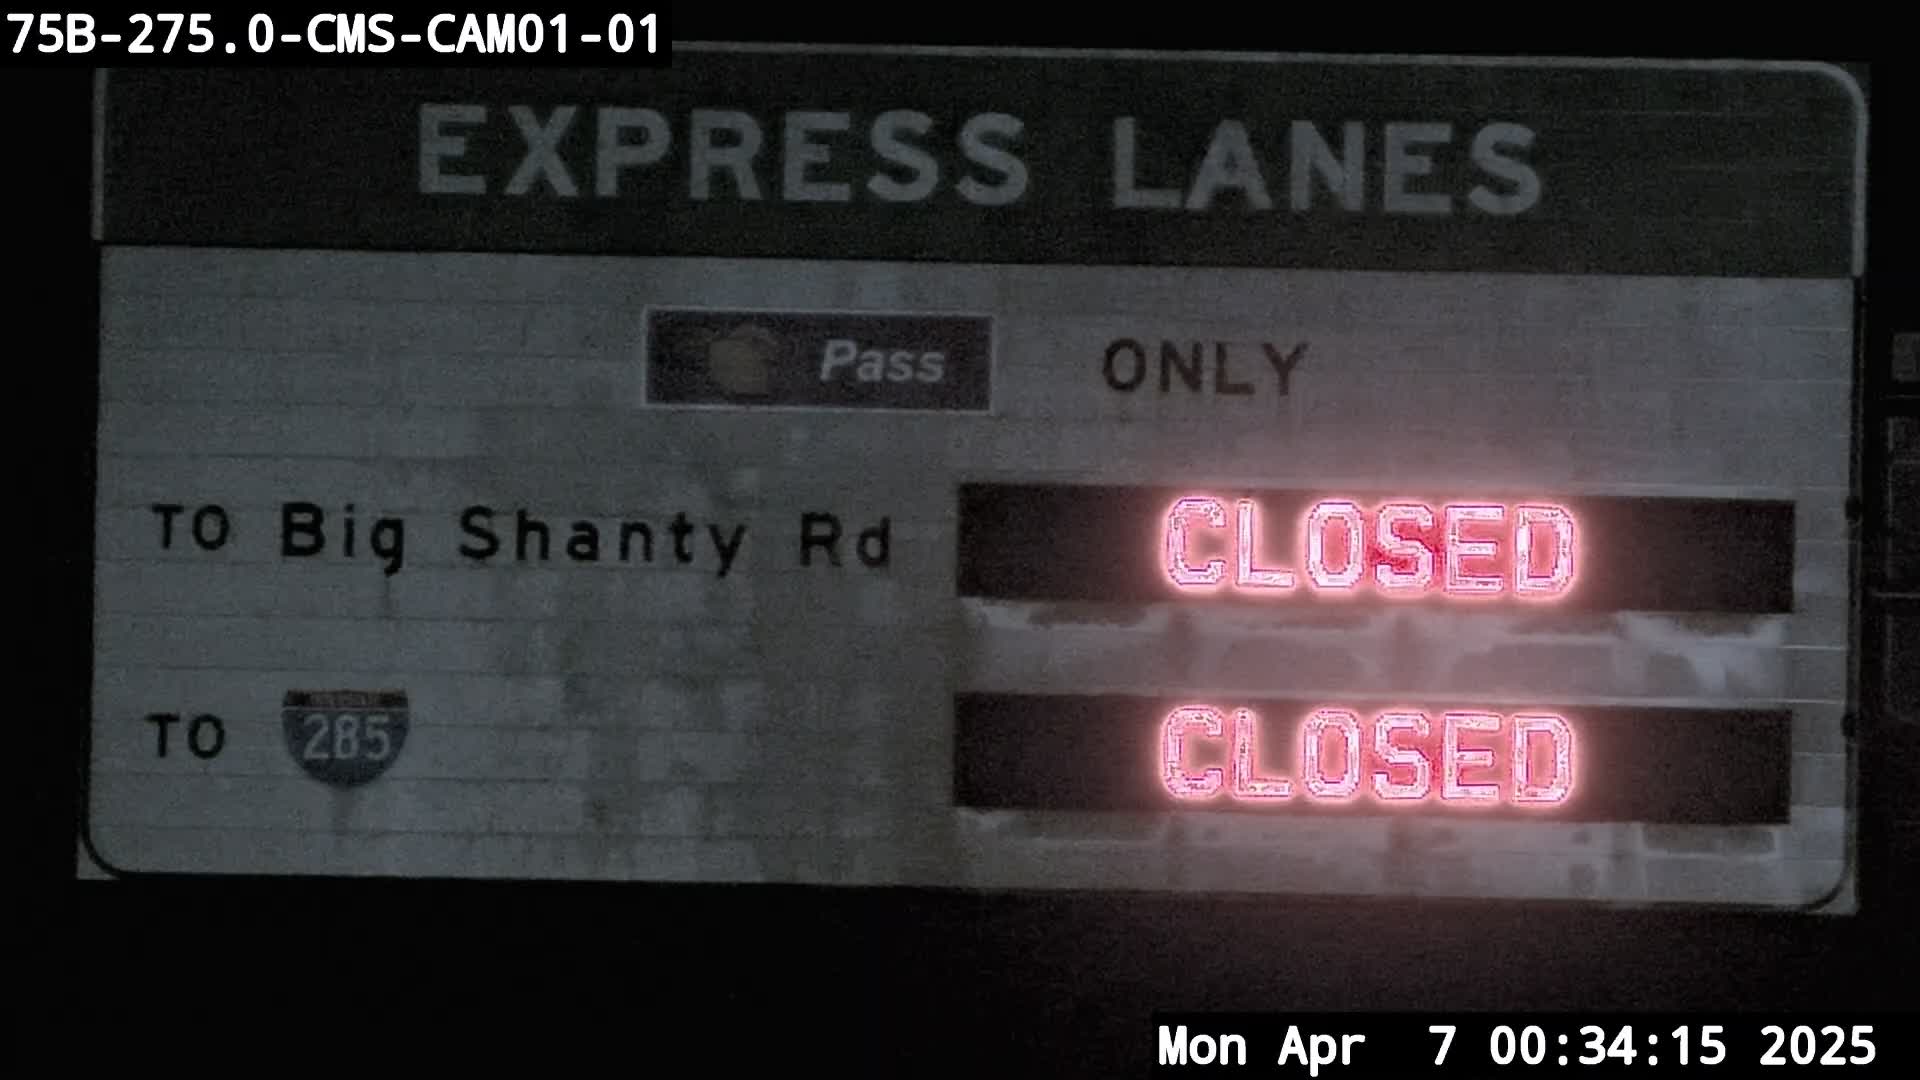 75B-275.0-CMS-CAM01-01
EXPRESS LANES
Pass ONLY
TO Big Shanty Rd CLOSED
TO 285 CLOSED
Mon Apr 7 00:34:15 2025